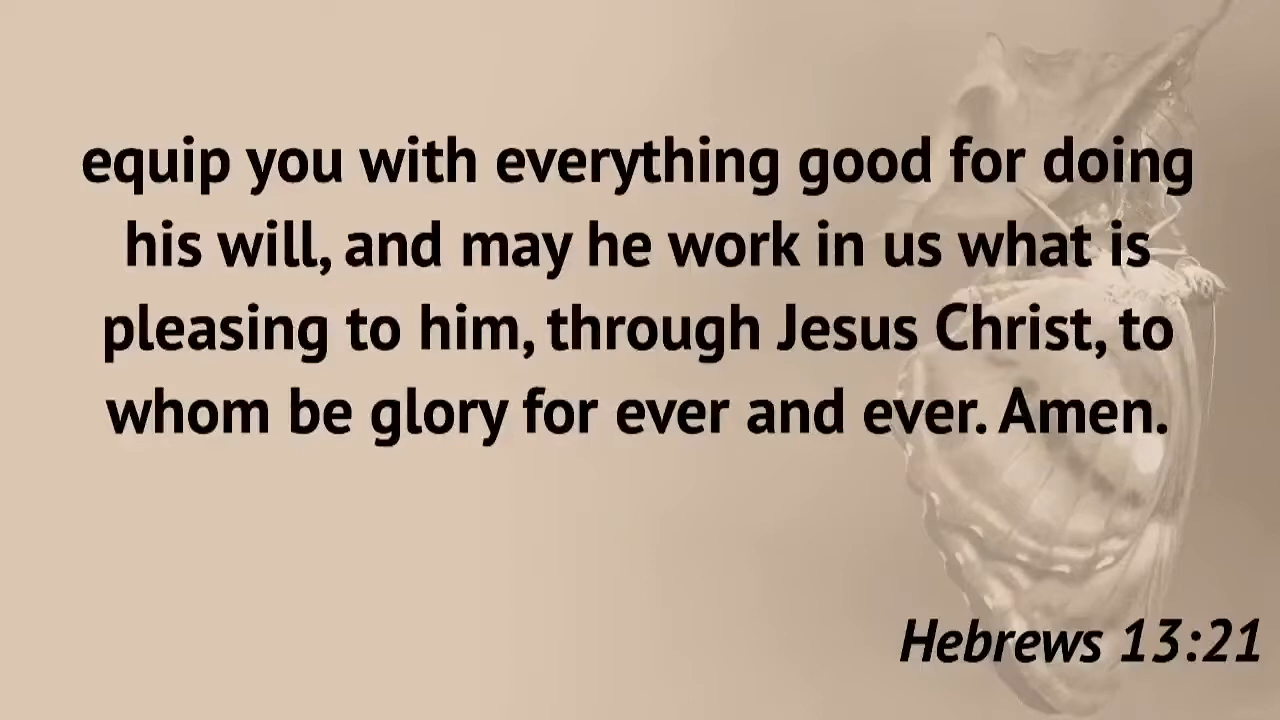 equip you with everything good for doing
his will, and may he work in us what is
pleasing to him, through Jesus Christ, to
whom be glory for ever and ever. Amen.
Hebrews 13:21